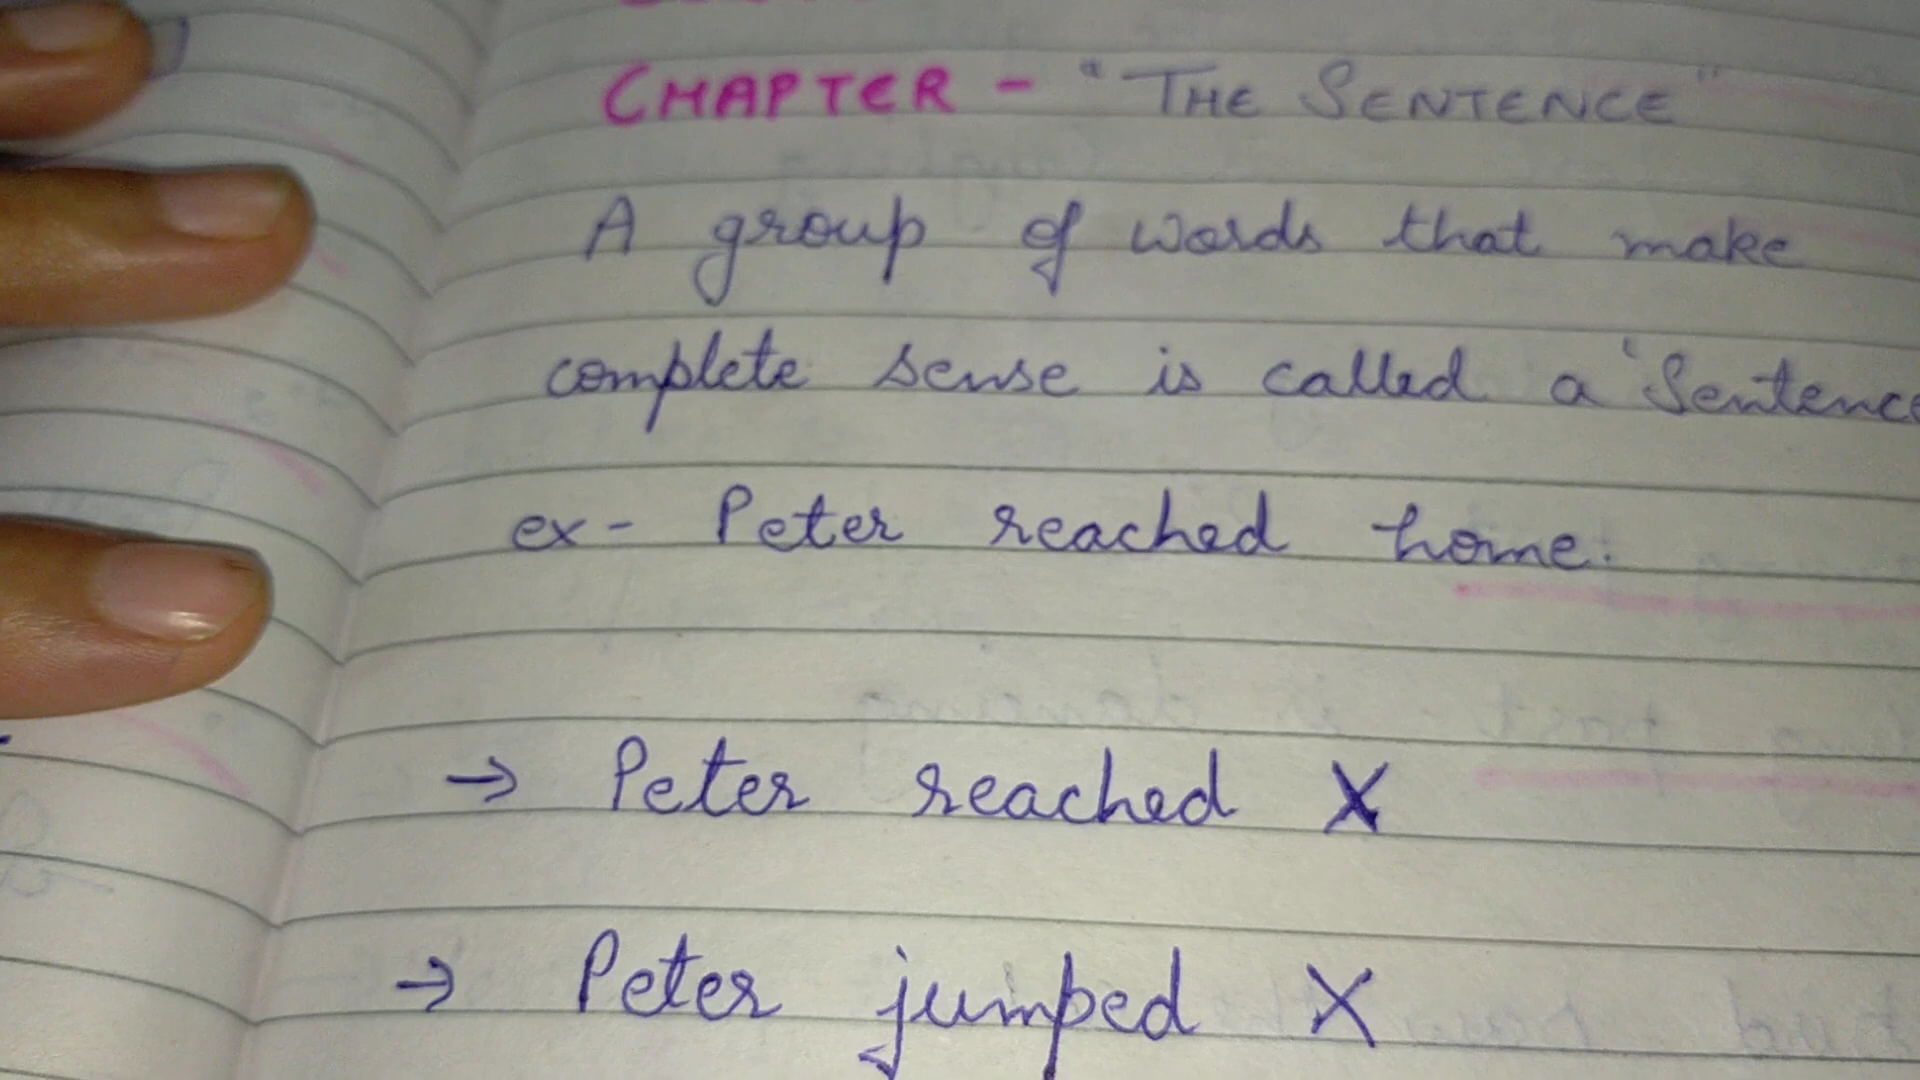 CHAPTER - "THE SENTENCE"
A group of words that make
complete sense is called a 'Sentence
ex- Peter reached home.
→ Peter reached X
→ Peter jumped X